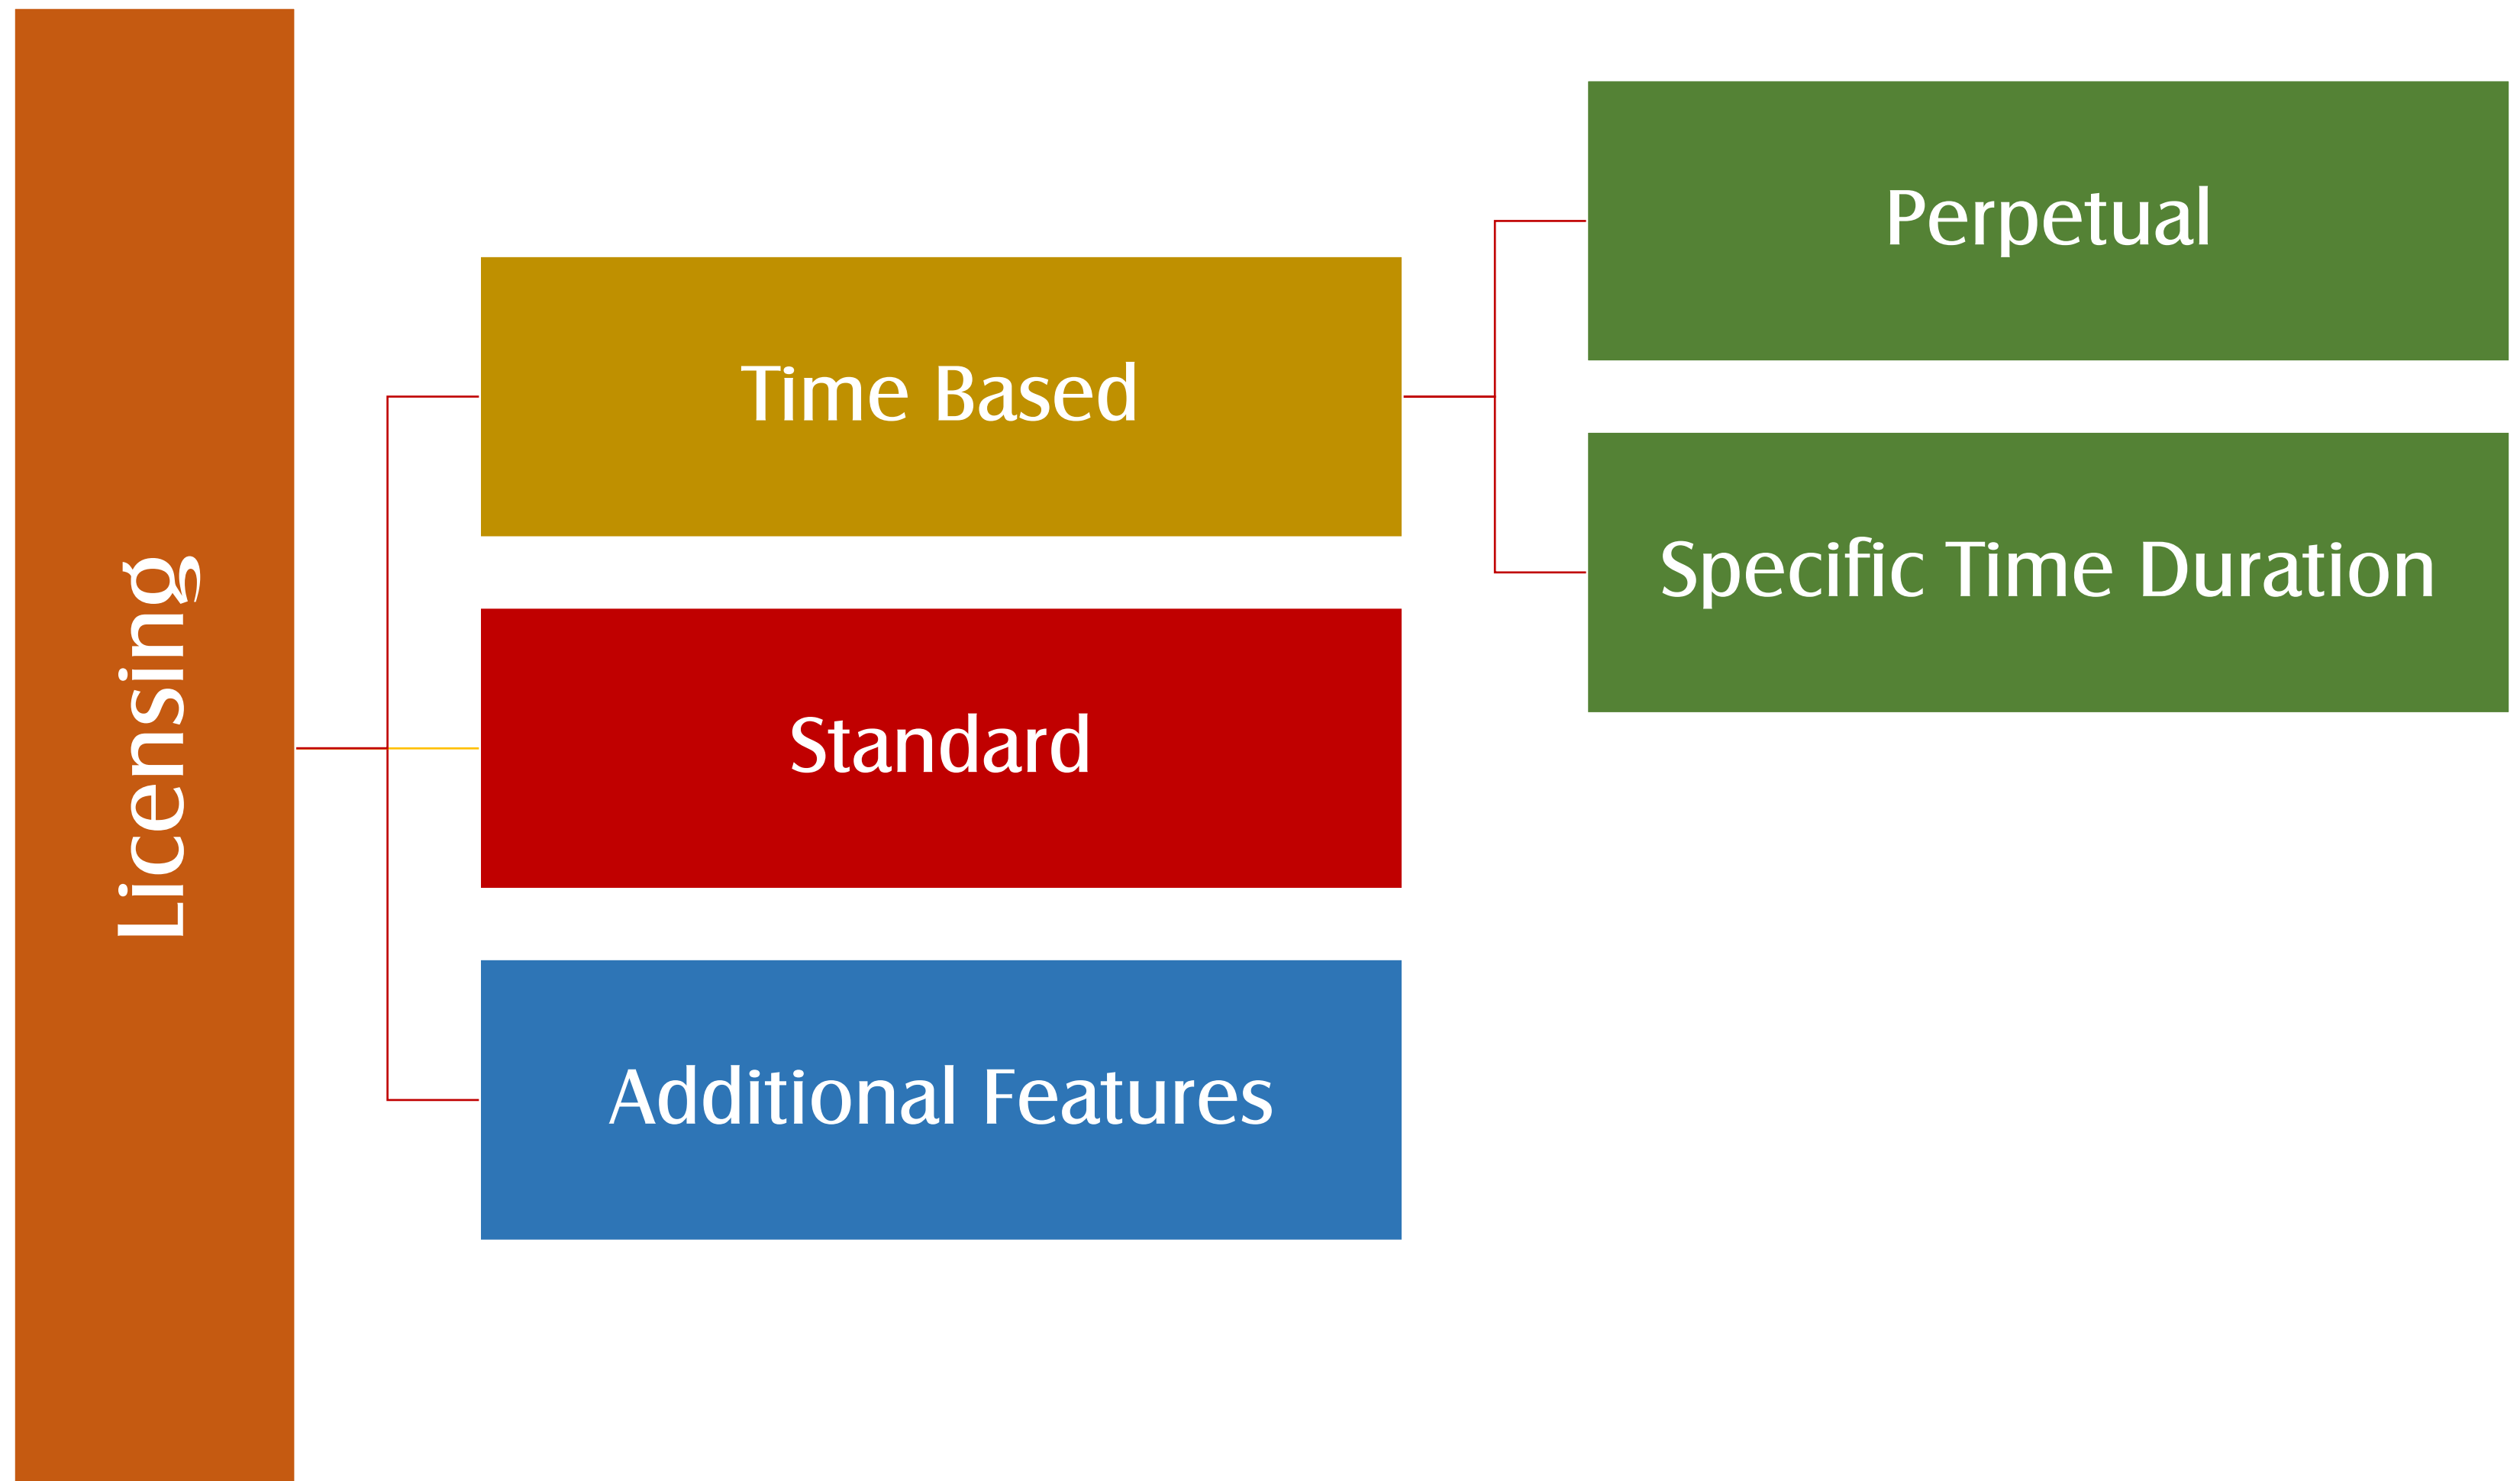 Licensing
Time Based
Perpetual
Specific Time Duration
Standard
Additional Features